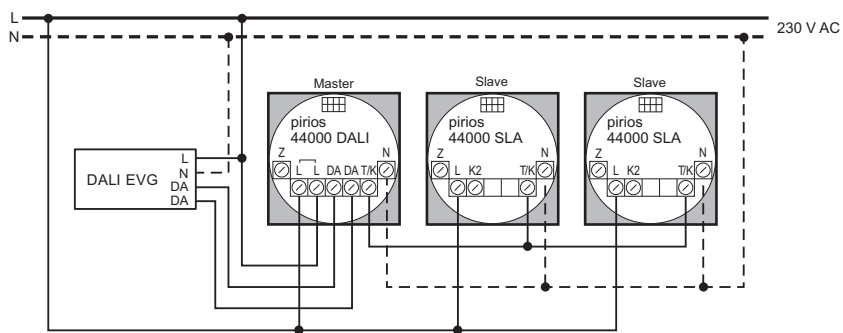 L
N
230 V AC
Master
Slave
Slave
pirios
44000 DALI
Z
N
L L DA DA T/K
pirios
44000 SLA
Z
N
L K2 T/K
pirios
44000 SLA
Z
N
L K2 T/K
DALI EVG
L
N
DA
DA